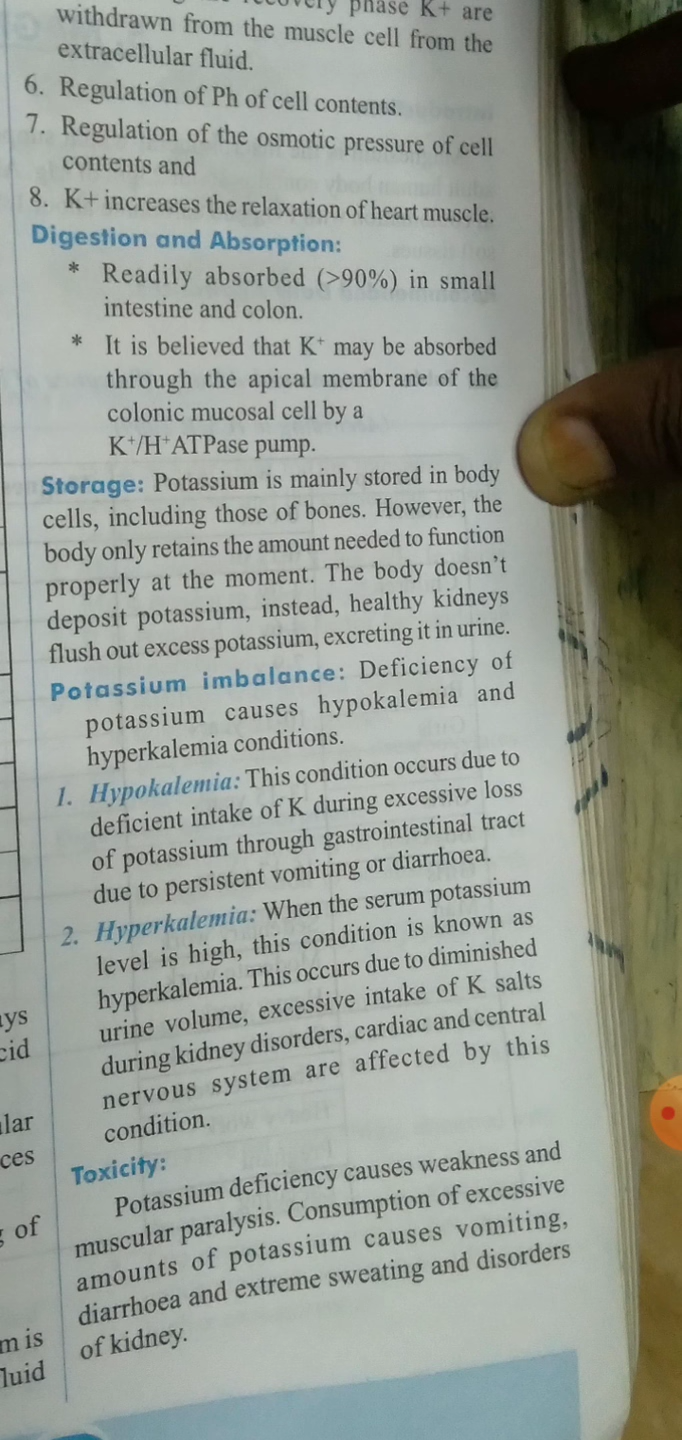 phase K+ are
withdrawn from the muscle cell from the
extracellular fluid.
6. Regulation of Ph of cell contents.
7. Regulation of the osmotic pressure of cell
contents and
8. K+ increases the relaxation of heart muscle.
Digestion and Absorption:
* Readily absorbed (>90%) in small
intestine and colon.
* It is believed that K⁺ may be absorbed
through the apical membrane of the
colonic mucosal cell by a
K⁺/H⁺ATPase pump.
Storage: Potassium is mainly stored in body
cells, including those of bones. However, the
body only retains the amount needed to function
properly at the moment. The body doesn't
deposit potassium, instead, healthy kidneys
flush out excess potassium, excreting it in urine.
Potassium imbalance: Deficiency of
potassium causes hypokalemia and
hyperkalemia conditions.
1. Hypokalemia: This condition occurs due to
deficient intake of K during excessive loss
of potassium through gastrointestinal tract
due to persistent vomiting or diarrhoea.
2. Hyperkalemia: When the serum potassium
level is high, this condition is known as
hyperkalemia. This occurs due to diminished
urine volume, excessive intake of K salts
during kidney disorders, cardiac and central
nervous system are affected by this
condition.
Toxicity:
Potassium deficiency causes weakness and
muscular paralysis. Consumption of excessive
amounts of potassium causes vomiting,
diarrhoea and extreme sweating and disorders
of kidney.